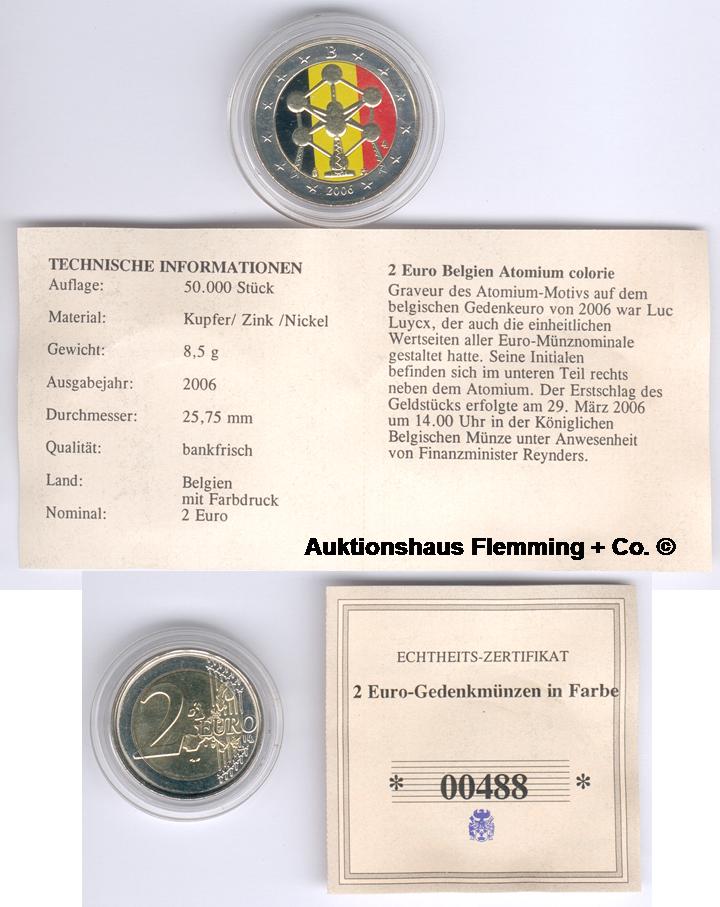 B
2006
TECHNISCHE INFORMATIONEN
Auflage: 50.000 Stück
Material: Kupfer/ Zink /Nickel
Gewicht: 8,5 g
Ausgabejahr: 2006
Durchmesser: 25,75 mm
Qualität: bankfrisch
Land: Belgien
mit Farbdruck
Nominal: 2 Euro
2 Euro Belgien Atomium colorie
Graveur des Atomium-Motivs auf dem
belgischen Gedenkeuro von 2006 war Luc
Luycx, der auch die einheitlichen
Wertseiten aller Euro-Münznominale
gestaltet hatte. Seine Initialen
befinden sich im unteren Teil rechts
neben dem Atomium. Der Erstschlag des
Geldstücks erfolgte am 29. März 2006
um 14.00 Uhr in der Königlichen
Belgischen Münze unter Anwesenheit
von Finanzminister Reynders.
Auktionshaus Flemming + Co. ©
2 EURO
ECHTHEITS-ZERTIFIKAT
2 Euro-Gedenkmünzen in Farbe
* 00488 *